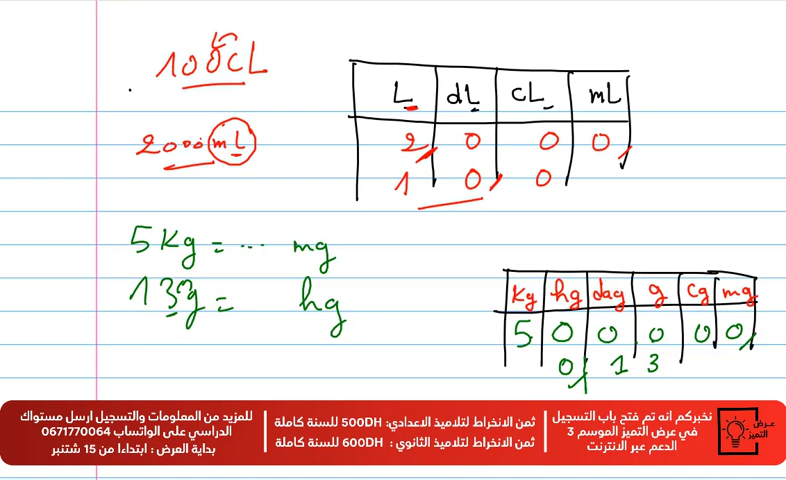 100cL
L dL cL mL
2000 mL
2 0 0 0,
1 0, 0
5Kg = ... mg
133g = hg
Kg hg dag g cg mg
5 0 0 0 0 0,
0, 1 3
نخبركم انه تم فتح باب التسجيل
في عرض التميز الموسم 3
الدعم عبر الانترنت
ثمن الانخراط لتلاميذ الاعدادي: 500DH للسنة كاملة
ثمن الانخراط لتلاميذ الثانوي : 600DH للسنة كاملة
للمزيد من المعلومات والتسجيل ارسل مستواك
الدراسي على الواتساب 0671770064
بداية العرض : ابتداءا من 15 شتنبر
عرض
التميز